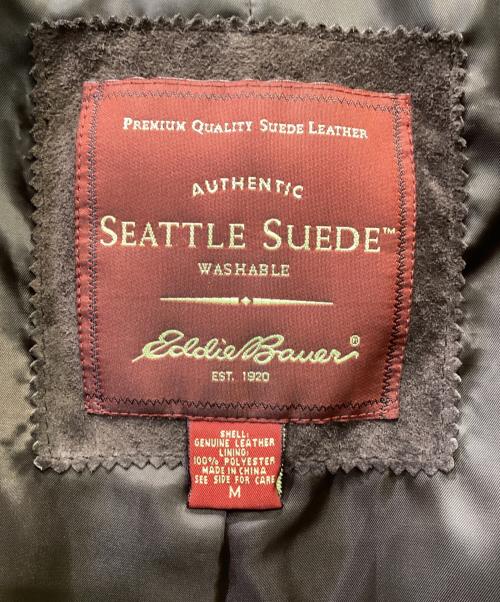 PREMIUM QUALITY SUEDE LEATHER
AUTHENTIC
SEATTLE SUEDE™
WASHABLE
Eddie Bauer®
EST. 1920
SHELL:
GENUINE LEATHER
LINING:
100% POLYESTER
MADE IN CHINA
SEE SIDE FOR CARE
M